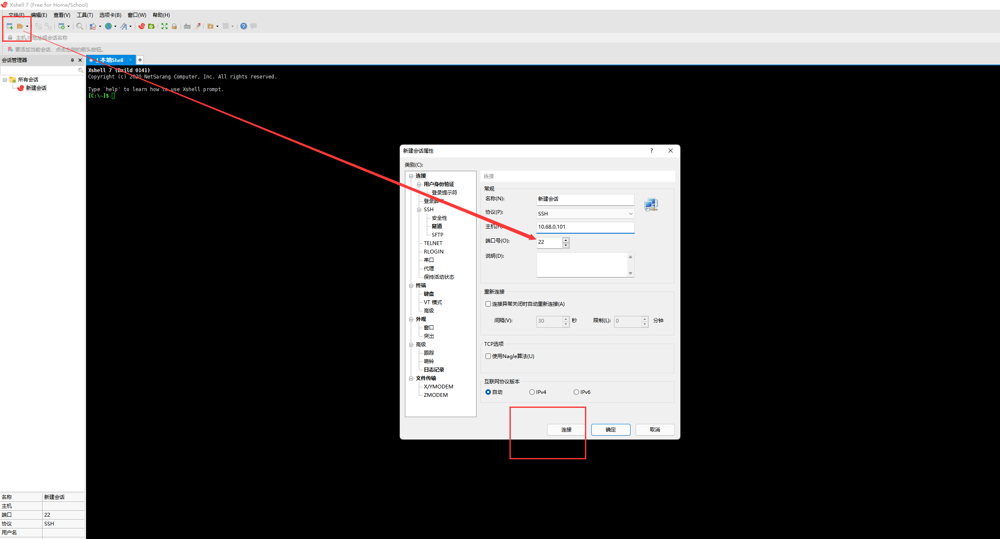 Xshell 7 (Free for Home/School)
文件(F) 编辑(E) 查看(V) 工具(T) 选项卡(B) 窗口(W) 帮助(H)
主机,IP地址或会话名称
要添加当前会话，点击左侧的箭头按钮。
会话管理器
1 本地Shell
所有会话
新建会话
Xshell 7 (Build 0141)
Copyright (c) 2020 NetSarang Computer, Inc. All rights reserved.
Type `help' to learn how to use Xshell prompt.
[C:\~]$
新建会话属性
类别(C):
连接
用户身份验证
登录提示符
登录脚本
SSH
安全性
隧道
SFTP
TELNET
RLOGIN
串口
代理
保持活动状态
终端
键盘
VT 模式
高级
外观
窗口
突出
高级
跟踪
响铃
日志记录
文件传输
X/YMODEM
ZMODEM
连接
常规
名称(N): 新建会话
协议(P): SSH
主机(H): 10.68.0.101
端口号(O): 22
说明(D):
重新连接
连接异常关闭时自动重新连接(A)
间隔(V): 30 秒 限制(L): 0 分钟
TCP选项
使用Nagle算法(U)
互联网协议版本
自动 IPv4 IPv6
连接 确定 取消
名称 新建会话
主机
端口 22
协议 SSH
用户名